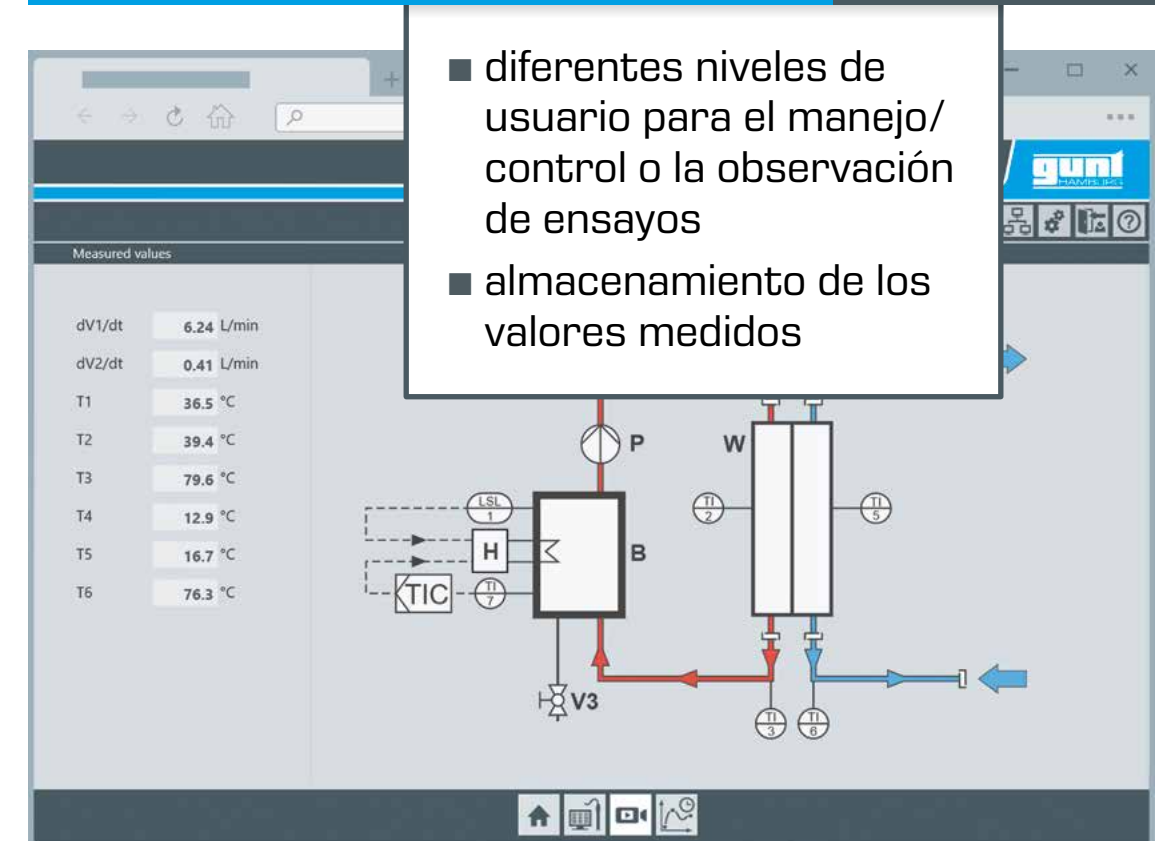 ■ diferentes niveles de
usuario para el manejo/
control o la observación
de ensayos
■ almacenamiento de los
valores medidos
gunt
HAMBURG
Measured values
dV1/dt 6.24 L/min
dV2/dt 0.41 L/min
T1 36.5 °C
T2 39.4 °C
T3 79.6 °C
T4 12.9 °C
T5 16.7 °C
T6 76.3 °C
P
W
LSL
1
TI
2
TI
5
H
B
TIC
TI
7
V3
TI
3
TI
6